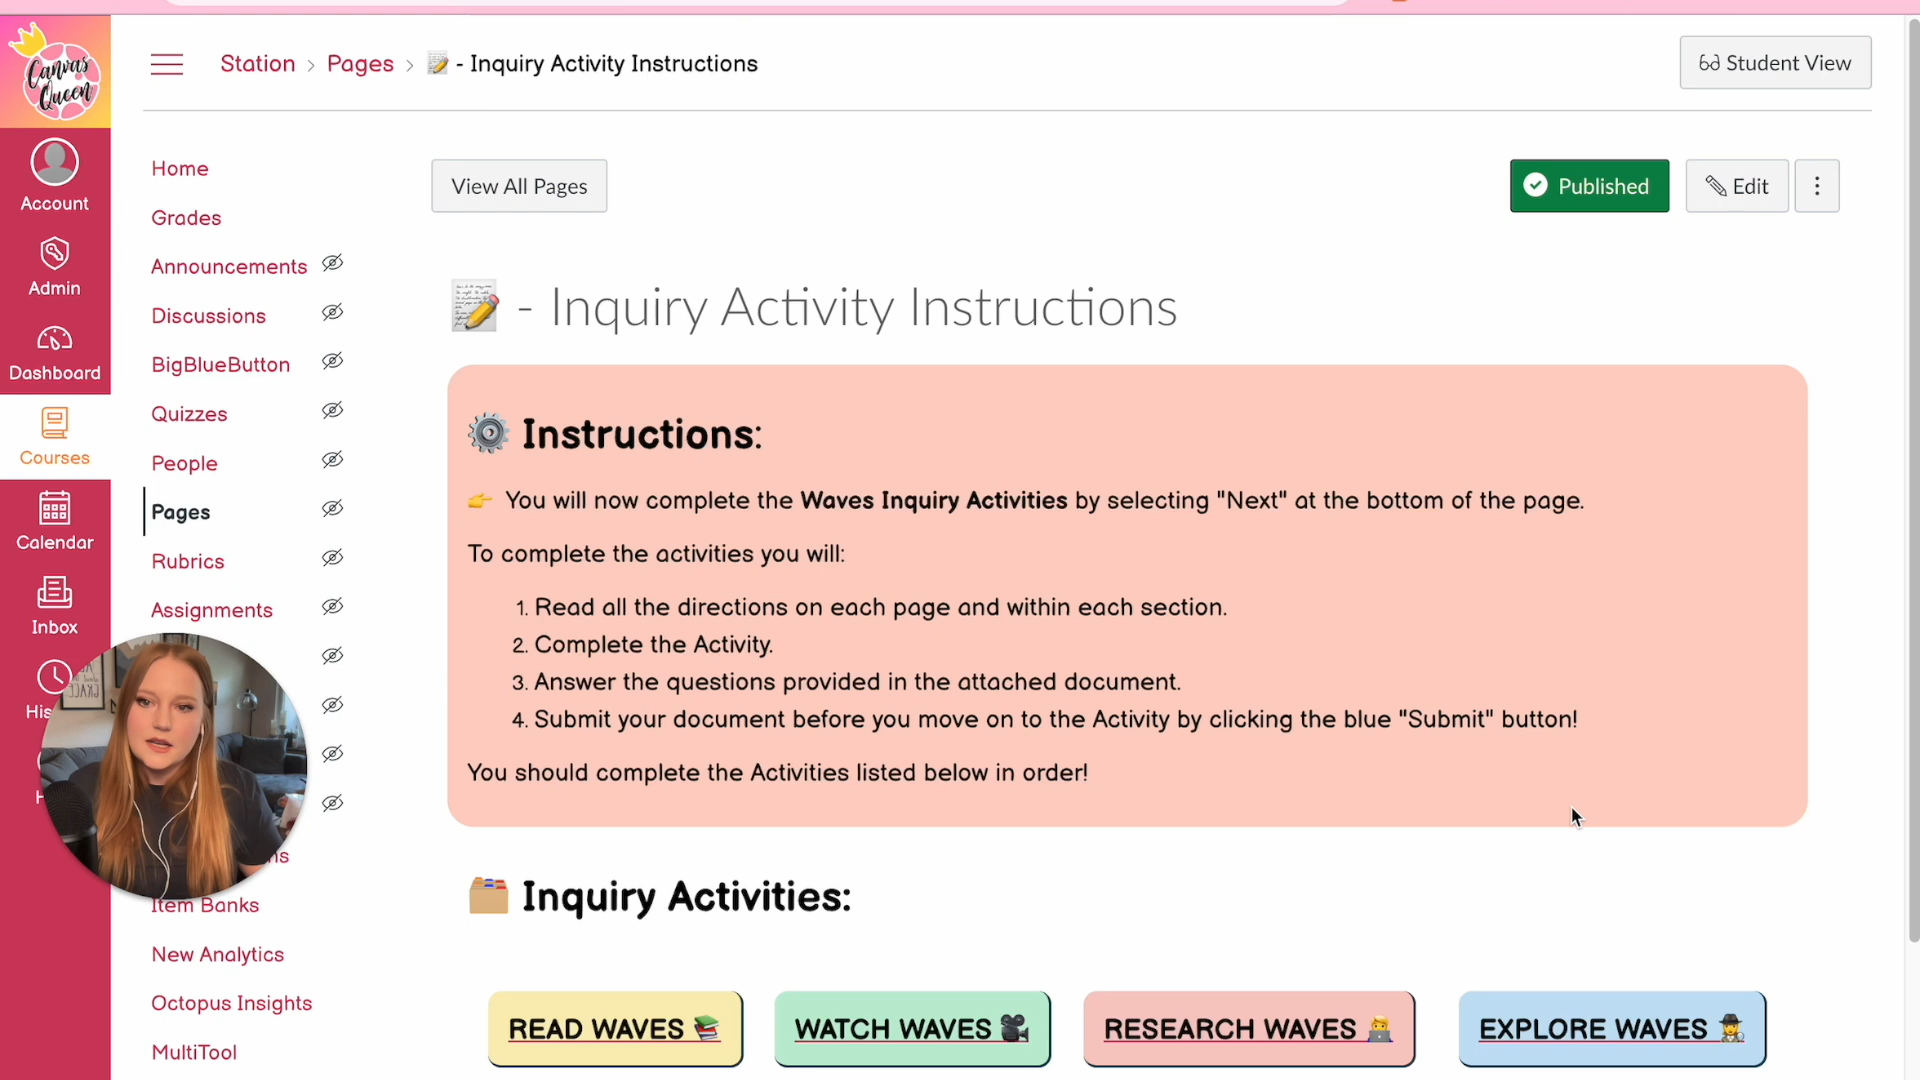 Canvas Queen
Station > Pages > - Inquiry Activity Instructions
Student View
Account
Admin
Dashboard
Courses
Calendar
Inbox
Home
Grades
Announcements
Discussions
BigBlueButton
Quizzes
People
Pages
Rubrics
Assignments
Item Banks
New Analytics
Octopus Insights
MultiTool
View All Pages
Published
Edit
- Inquiry Activity Instructions
Instructions:
You will now complete the Waves Inquiry Activities by selecting "Next" at the bottom of the page.
To complete the activities you will:
1. Read all the directions on each page and within each section.
2. Complete the Activity.
3. Answer the questions provided in the attached document.
4. Submit your document before you move on to the Activity by clicking the blue "Submit" button!
You should complete the Activities listed below in order!
Inquiry Activities:
READ WAVES
WATCH WAVES
RESEARCH WAVES
EXPLORE WAVES